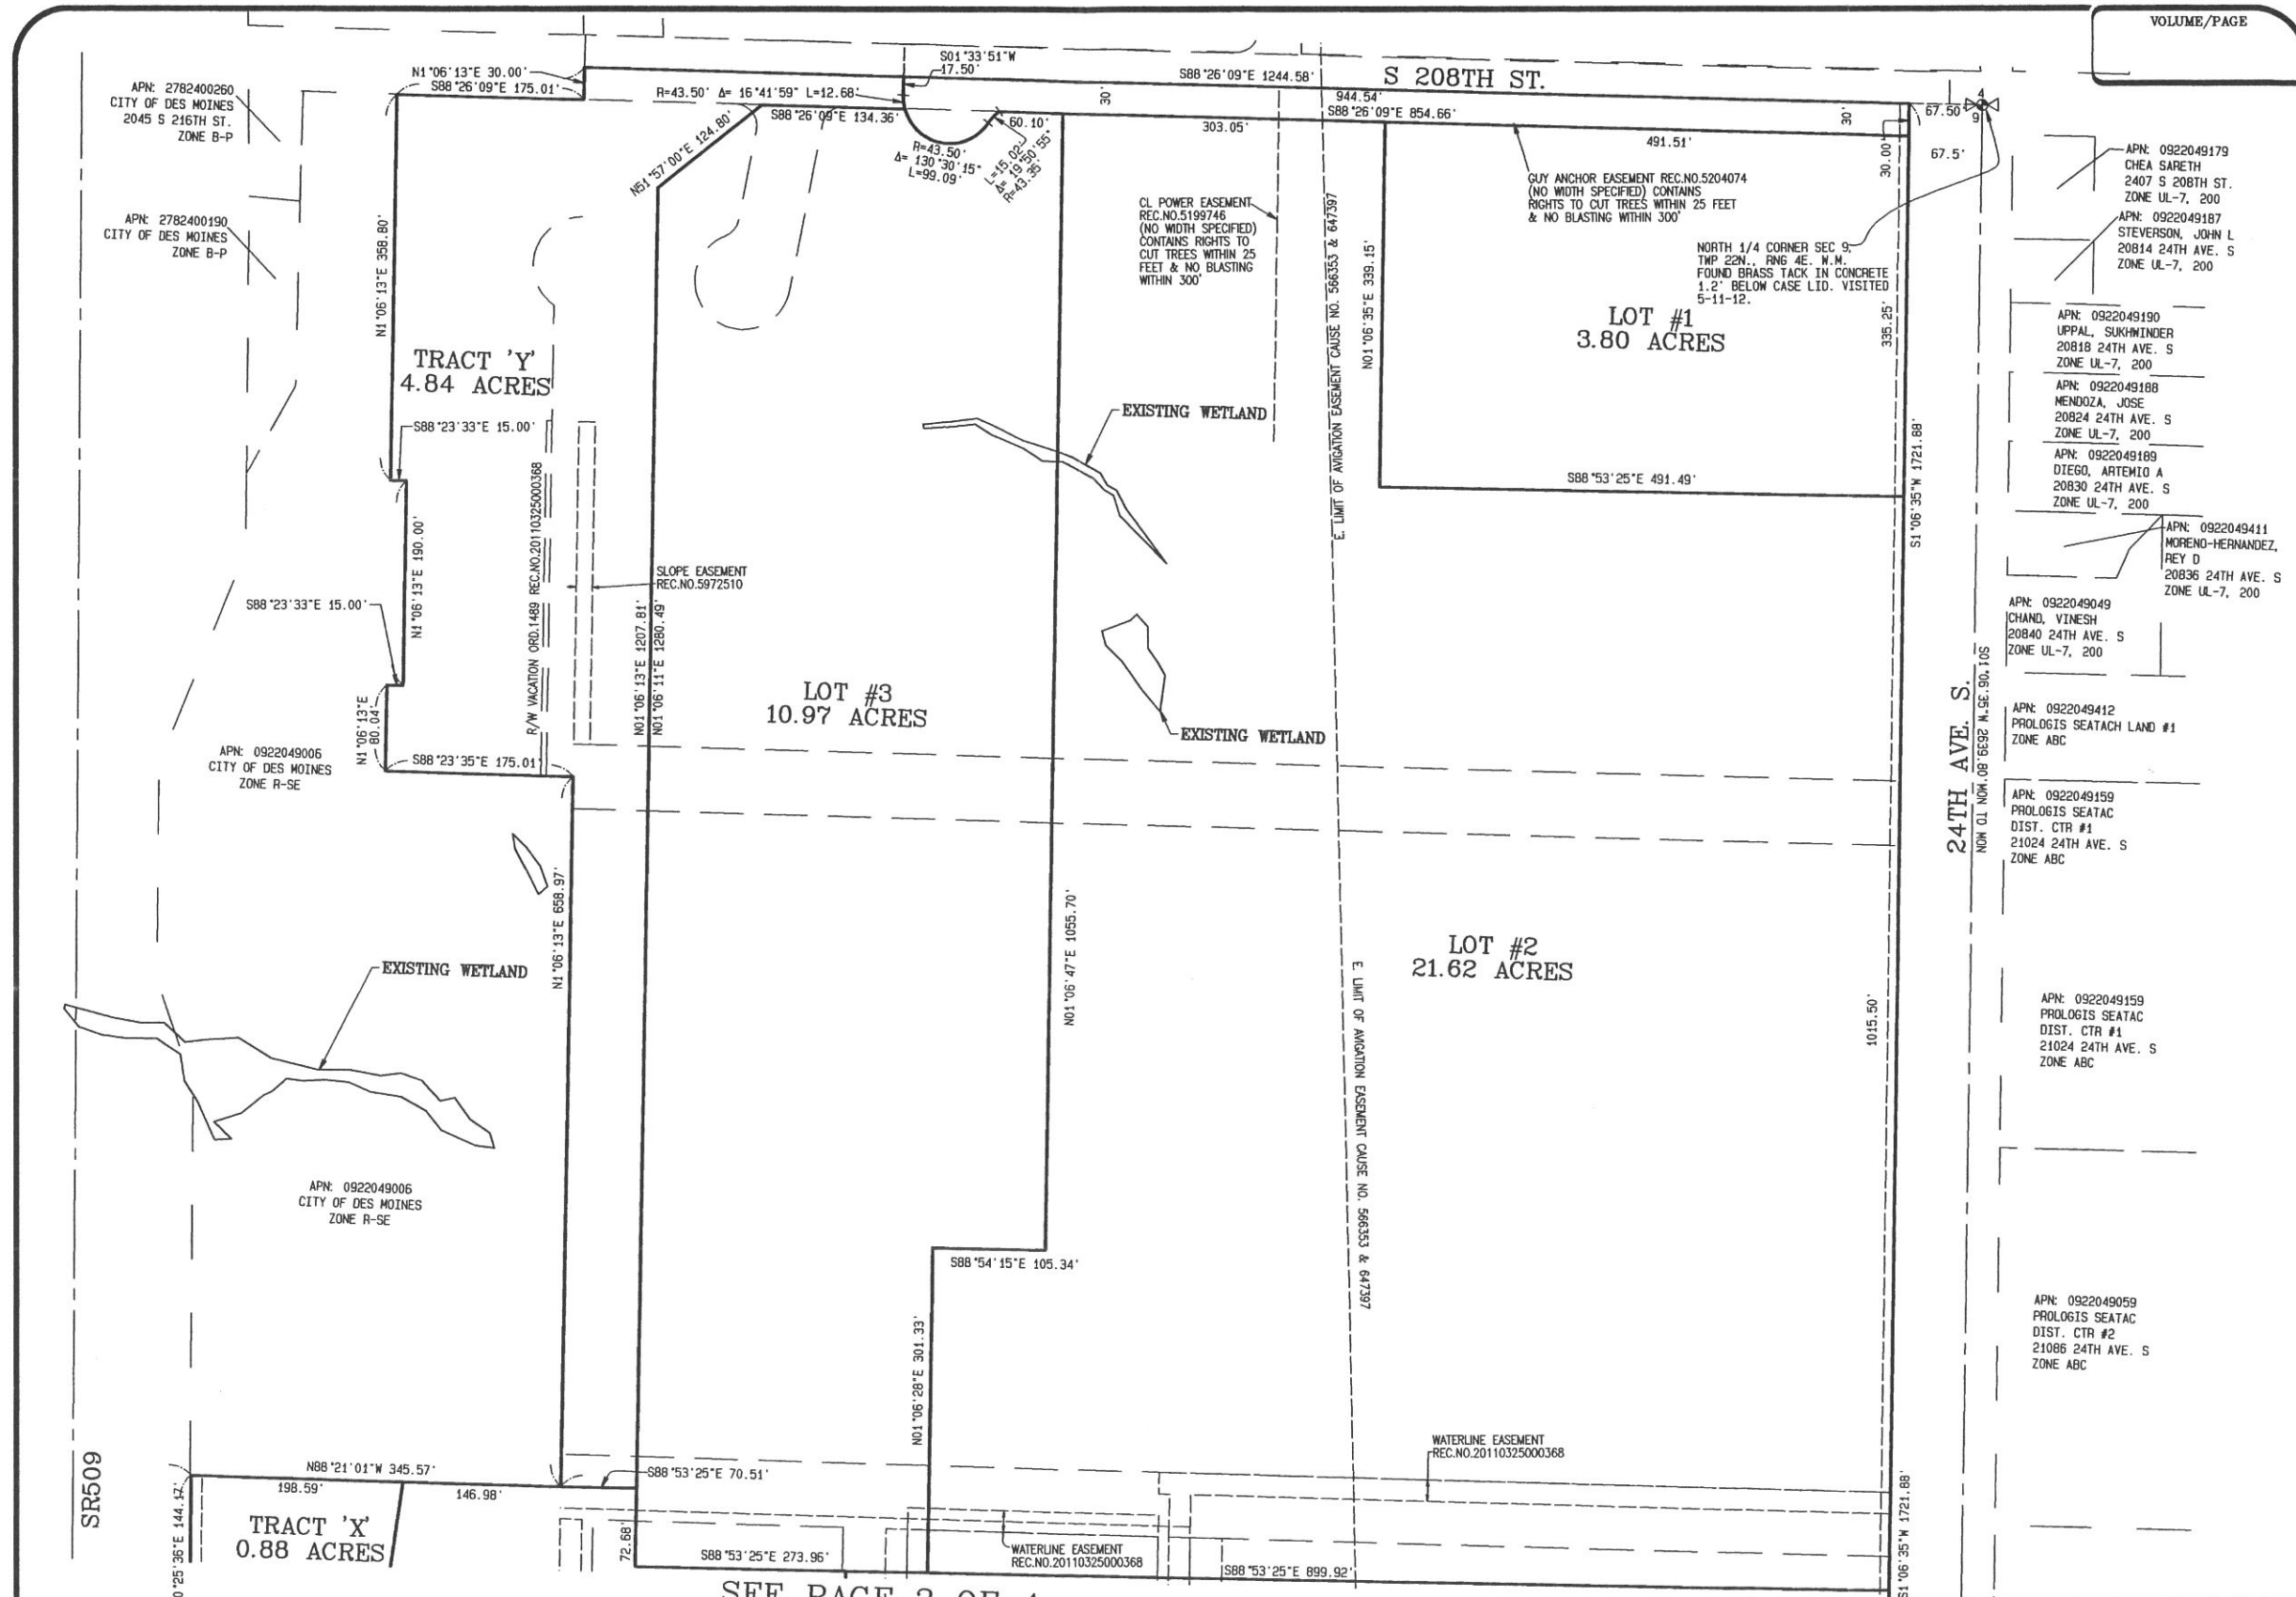 VOLUME/PAGE
S 208TH ST.
S01°33'51"W
17.50'
S88°26'09"E 1244.58'
944.54'
S88°26'09"E 854.66'
N1°06'13"E 30.00'
S88°26'09"E 175.01'
R=43.50' Δ= 16°41'59" L=12.68'
S88°26'09"E 134.36'
N51°57'00"E 124.80'
R=43.50'
Δ= 130°30'15"
L=99.09'
L=15.02'
Δ= 19°50'55"
R=43.35'
60.10'
30'
303.05'
491.51'
30'
30.00'
67.50'
4
9
67.5'
APN: 2782400260
CITY OF DES MOINES
2045 S 216TH ST.
ZONE B-P
APN: 2782400190
CITY OF DES MOINES
ZONE B-P
N1°06'13"E 358.80'
TRACT 'Y'
4.84 ACRES
S88°23'33"E 15.00'
N1°06'13"E 190.00'
S88°23'33"E 15.00'
N1°06'13"E
80.04'
S88°23'35"E 175.01'
R/W VACATION ORD.1489 REC.NO.20110325000368
SLOPE EASEMENT
REC.NO.5972510
N01°06'13"E 1207.81'
N01°06'11"E 1280.49'
CL POWER EASEMENT
REC.NO.5199746
(NO WIDTH SPECIFIED)
CONTAINS RIGHTS TO
CUT TREES WITHIN 25
FEET & NO BLASTING
WITHIN 300'
E. LIMIT OF AVIGATION EASEMENT CAUSE NO. 566353 & 647397
GUY ANCHOR EASEMENT REC.NO.5204074
(NO WIDTH SPECIFIED) CONTAINS
RIGHTS TO CUT TREES WITHIN 25 FEET
& NO BLASTING WITHIN 300'
NORTH 1/4 CORNER SEC 9,
TWP 22N., RNG 4E. W.M.
FOUND BRASS TACK IN CONCRETE
1.2' BELOW CASE LID. VISITED
5-11-12.
N01°06'35"E 339.15'
LOT #1
3.80 ACRES
335.25'
S88°53'25"E 491.49'
S1°06'35"W 1721.88'
EXISTING WETLAND
EXISTING WETLAND
LOT #3
10.97 ACRES
24TH AVE. S.
S01°06'35"W 2639.80' MON TO MON
APN: 0922049179
CHEA SARETH
2407 S 208TH ST.
ZONE UL-7, 200
APN: 0922049187
STEVERSON, JOHN L
20814 24TH AVE. S
ZONE UL-7, 200
APN: 0922049190
UPPAL, SUKHWINDER
20818 24TH AVE. S
ZONE UL-7, 200
APN: 0922049188
MENDOZA, JOSE
20824 24TH AVE. S
ZONE UL-7, 200
APN: 0922049189
DIEGO, ARTEMIO A
20830 24TH AVE. S
ZONE UL-7, 200
APN: 0922049411
MORENO-HERNANDEZ,
REY D
20836 24TH AVE. S
ZONE UL-7, 200
APN: 0922049049
CHAND, VINESH
20840 24TH AVE. S
ZONE UL-7, 200
APN: 0922049412
PROLOGIS SEATACH LAND #1
ZONE ABC
APN: 0922049159
PROLOGIS SEATAC
DIST. CTR #1
21024 24TH AVE. S
ZONE ABC
APN: 0922049159
PROLOGIS SEATAC
DIST. CTR #1
21024 24TH AVE. S
ZONE ABC
APN: 0922049059
PROLOGIS SEATAC
DIST. CTR #2
21086 24TH AVE. S
ZONE ABC
APN: 0922049006
CITY OF DES MOINES
ZONE R-SE
N1°06'13"E 658.97'
EXISTING WETLAND
N01°06'47"E 1055.70'
LOT #2
21.62 ACRES
1015.50'
E. LIMIT OF AVIGATION EASEMENT CAUSE NO. 566353 & 647397
APN: 0922049006
CITY OF DES MOINES
ZONE R-SE
S88°54'15"E 105.34'
N01°06'28"E 301.33'
SR509
N88°21'01"W 345.57'
198.59'
146.98'
S88°53'25"E 70.51'
TRACT 'X'
0.88 ACRES
0°25'36"E 144.17'
72.68'
S88°53'25"E 273.96'
WATERLINE EASEMENT
REC.NO.20110325000368
WATERLINE EASEMENT
REC.NO.20110325000368
S88°53'25"E 899.92'
S1°06'35"W 1721.88'
SEE PAGE